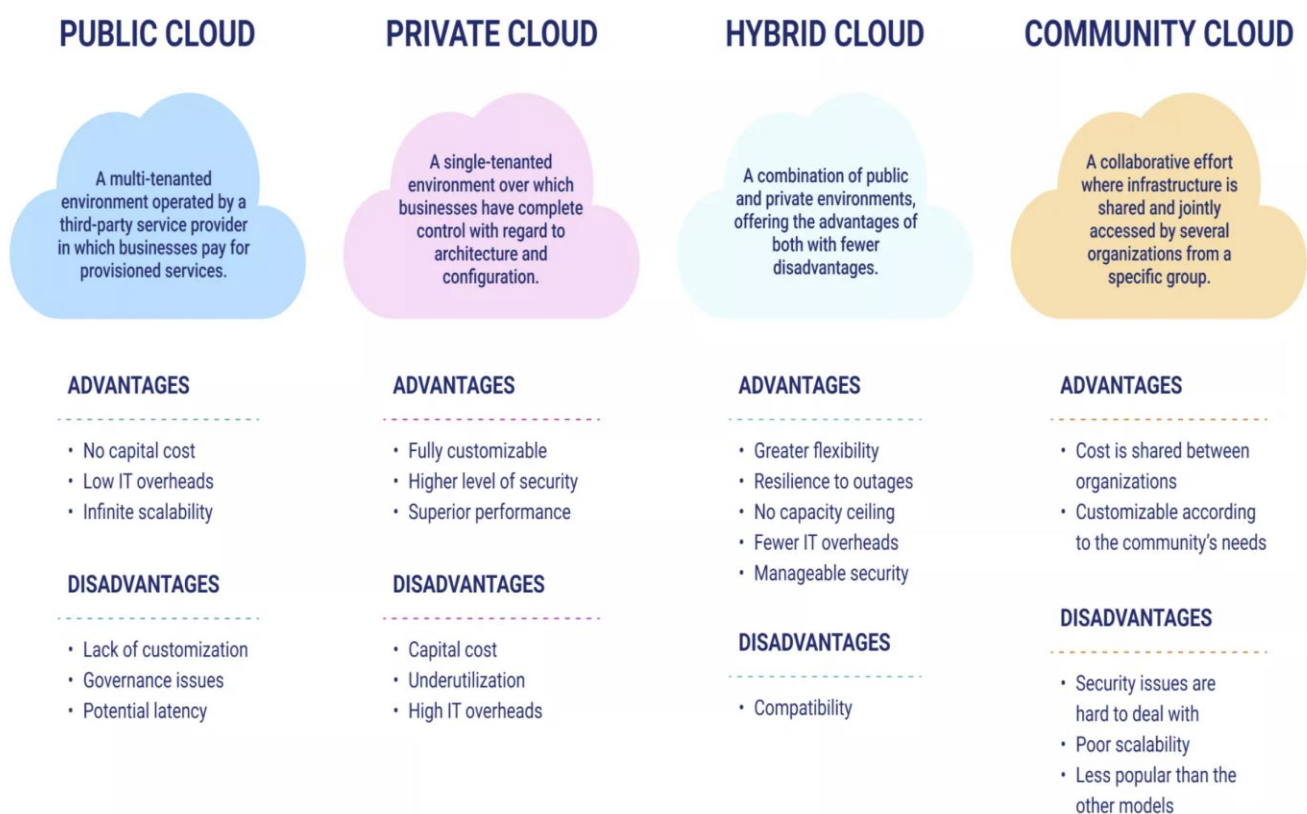 PUBLIC CLOUD
A multi-tenanted
environment operated by a
third-party service provider
in which businesses pay for
provisioned services.
ADVANTAGES
• No capital cost
• Low IT overheads
• Infinite scalability
DISADVANTAGES
• Lack of customization
• Governance issues
• Potential latency
PRIVATE CLOUD
A single-tenanted
environment over which
businesses have complete
control with regard to
architecture and
configuration.
ADVANTAGES
• Fully customizable
• Higher level of security
• Superior performance
DISADVANTAGES
• Capital cost
• Underutilization
• High IT overheads
HYBRID CLOUD
A combination of public
and private environments,
offering the advantages of
both with fewer
disadvantages.
ADVANTAGES
• Greater flexibility
• Resilience to outages
• No capacity ceiling
• Fewer IT overheads
• Manageable security
DISADVANTAGES
• Compatibility
COMMUNITY CLOUD
A collaborative effort
where infrastructure is
shared and jointly
accessed by several
organizations from a
specific group.
ADVANTAGES
• Cost is shared between
organizations
• Customizable according
to the community's needs
DISADVANTAGES
• Security issues are
hard to deal with
• Poor scalability
• Less popular than the
other models